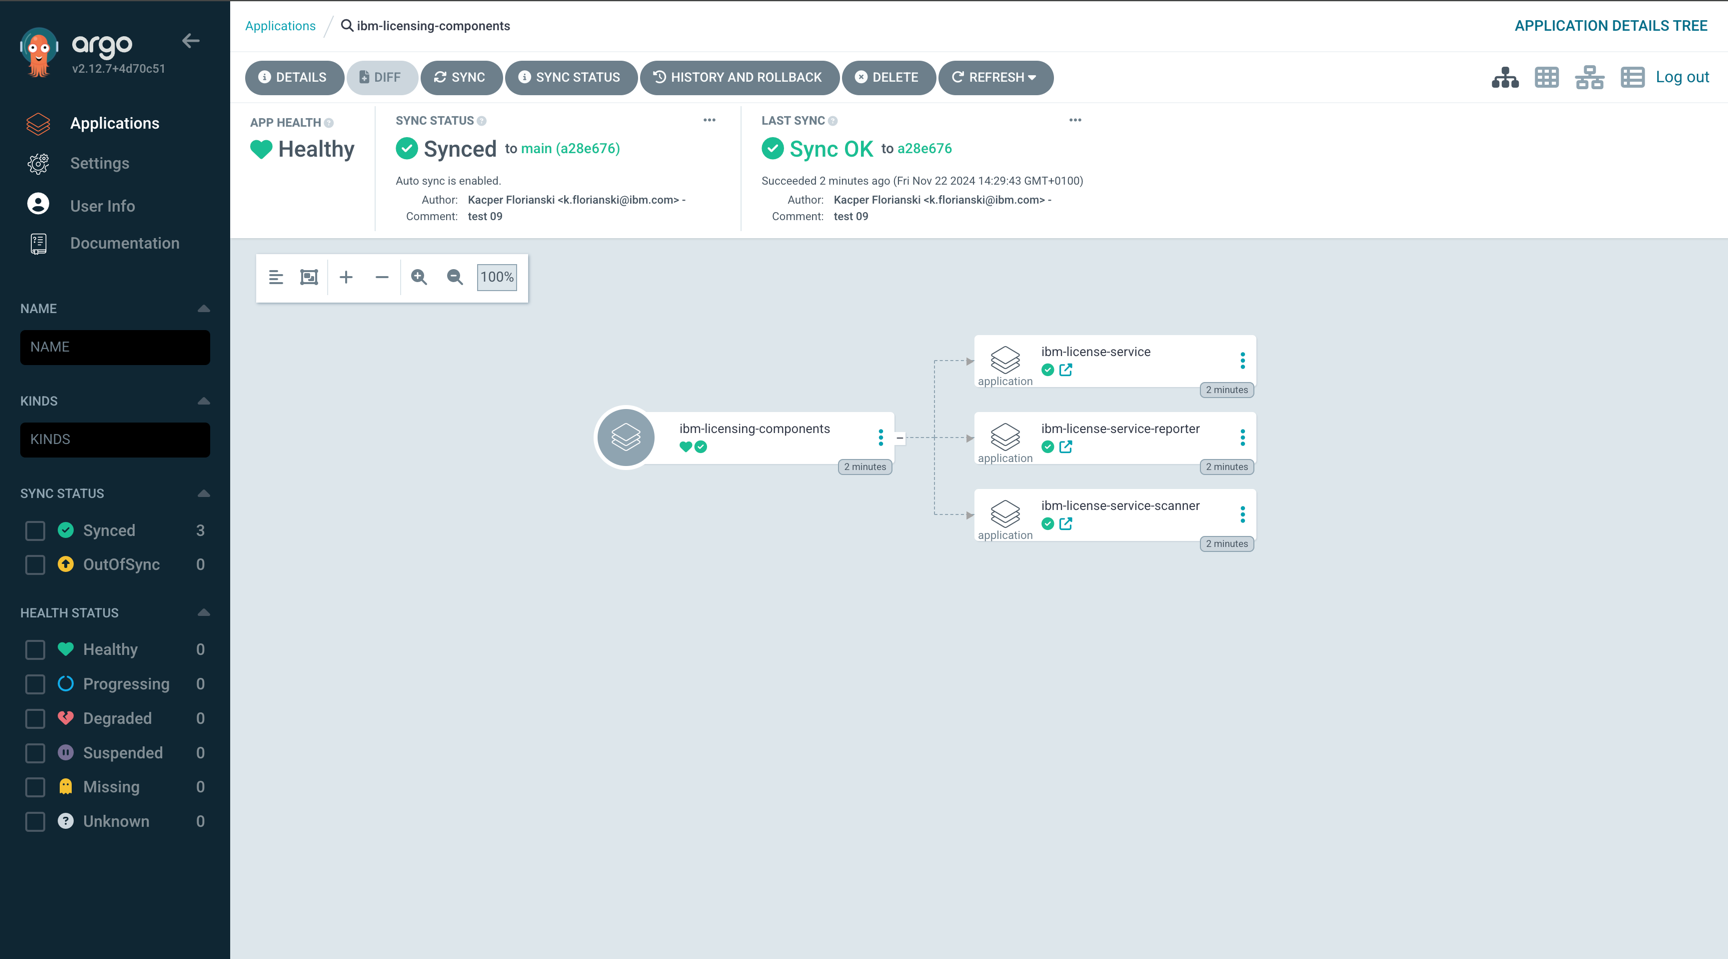 argo
v2.12.7+4d70c51
Applications
Settings
User Info
Documentation
NAME
NAME
KINDS
KINDS
SYNC STATUS
Synced 3
OutOfSync 0
HEALTH STATUS
Healthy 0
Progressing 0
Degraded 0
Suspended 0
Missing 0
Unknown 0
Applications / ibm-licensing-components
APPLICATION DETAILS TREE
DETAILS DIFF SYNC SYNC STATUS HISTORY AND ROLLBACK DELETE REFRESH
Log out
APP HEALTH
Healthy
SYNC STATUS
Synced to main (a28e676)
Auto sync is enabled.
Author: Kacper Florianski <k.florianski@ibm.com> -
Comment: test 09
LAST SYNC
Sync OK to a28e676
Succeeded 2 minutes ago (Fri Nov 22 2024 14:29:43 GMT+0100)
Author: Kacper Florianski <k.florianski@ibm.com> -
Comment: test 09
100%
ibm-licensing-components
2 minutes
ibm-license-service
application
2 minutes
ibm-license-service-reporter
application
2 minutes
ibm-license-service-scanner
application
2 minutes